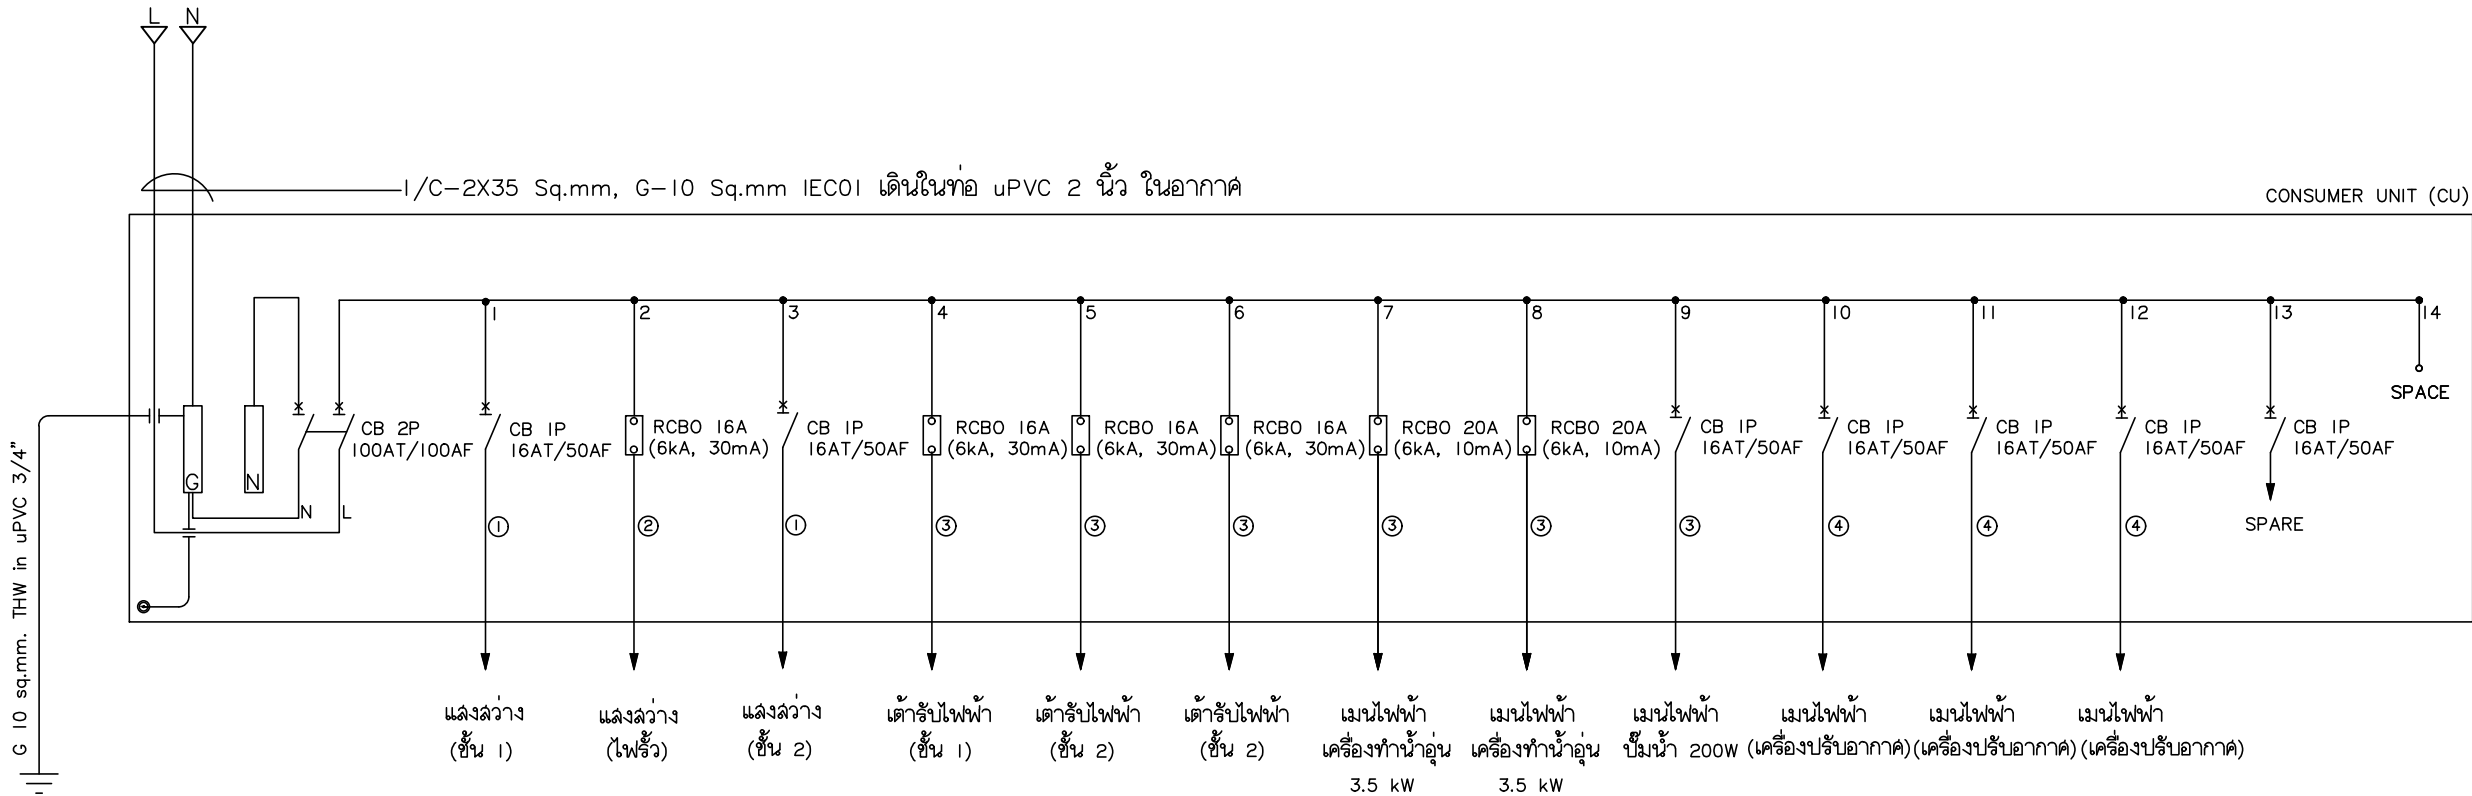 L N
1/C-2X35 Sq.mm, G-10 Sq.mm IEC01 เดินในท่อ uPVC 2 นิ้ว ในอากาศ
CONSUMER UNIT (CU)
1 2 3 4 5 6 7 8 9 10 11 12 13 14
SPACE
CB 2P
100AT/100AF
CB 1P
16AT/50AF
RCBO 16A
(6kA, 30mA)
CB 1P
16AT/50AF
RCBO 16A
(6kA, 30mA)
RCBO 16A
(6kA, 30mA)
RCBO 16A
(6kA, 30mA)
RCBO 20A
(6kA, 10mA)
RCBO 20A
(6kA, 10mA)
CB 1P
16AT/50AF
CB 1P
16AT/50AF
CB 1P
16AT/50AF
CB 1P
16AT/50AF
CB 1P
16AT/50AF
G N
N L
1 2 1 3 3 3 3 3 3 4 4 4
SPARE
G 10 sq.mm. THW in uPVC 3/4"
แสงสว่าง
(ชั้น 1)
แสงสว่าง
(ไฟรั้ว)
แสงสว่าง
(ชั้น 2)
เต้ารับไฟฟ้า
(ชั้น 1)
เต้ารับไฟฟ้า
(ชั้น 2)
เต้ารับไฟฟ้า
(ชั้น 2)
เมนไฟฟ้า
เครื่องทำน้ำอุ่น
3.5 kW
เมนไฟฟ้า
เครื่องทำน้ำอุ่น
3.5 kW
เมนไฟฟ้า
ปั๊มน้ำ 200W
เมนไฟฟ้า
(เครื่องปรับอากาศ)
เมนไฟฟ้า
(เครื่องปรับอากาศ)
เมนไฟฟ้า
(เครื่องปรับอากาศ)